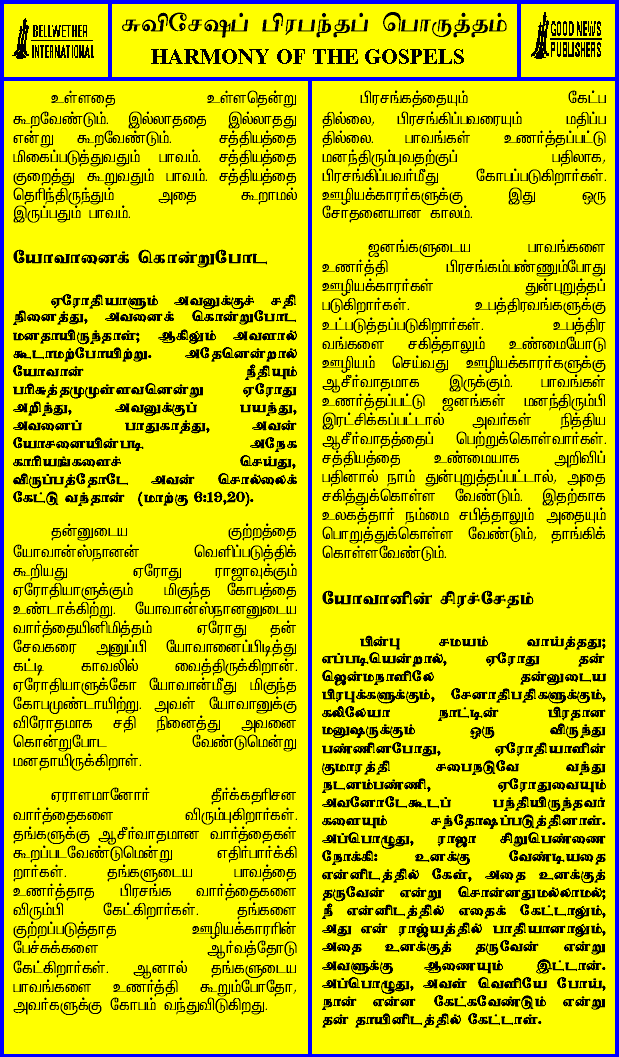 BELLWETHER
INTERNATIONAL
சுவிசேஷப் பிரபந்தப் பொருத்தம்
HARMONY OF THE GOSPELS
GOOD NEWS
PUBLISHERS
உள்ளதை உள்ளதென்று
கூறவேண்டும். இல்லாததை இல்லாதது
என்று கூறவேண்டும். சத்தியத்தை
மிகைப்படுத்துவதும் பாவம். சத்தியத்தை
குறைத்து கூறுவதும் பாவம். சத்தியத்தை
தெரிந்திருந்தும் அதை கூறாமல்
இருப்பதும் பாவம்.
யோவானைக் கொன்றுபோட
ஏரோதியாளும் அவனுக்குச் சதி
நினைத்து, அவனைக் கொன்றுபோட
மனதாயிருந்தாள்; ஆகிலும் அவளால்
கூடாமற்போயிற்று. அதேனென்றால்
யோவான் நீதியும்
பரிசுத்தமுமுள்ளவனென்று ஏரோது
அறிந்து, அவனுக்குப் பயந்து,
அவனைப் பாதுகாத்து, அவன்
யோசனையின்படி அநேக
காரியங்களைச் செய்து,
விருப்பத்தோடே அவன் சொல்லைக்
கேட்டு வந்தான் (மாற்கு 6:19,20).
தன்னுடைய குற்றத்தை
யோவான்ஸ்நானன் வெளிப்படுத்திக்
கூறியது ஏரோது ராஜாவுக்கும்
ஏரோதியாளுக்கும் மிகுந்த கோபத்தை
உண்டாக்கிற்று. யோவான்ஸ்நானனுடைய
வார்த்தையினிமித்தம் ஏரோது தன்
சேவகரை அனுப்பி யோவானைப்பிடித்து
கட்டி காவலில் வைத்திருக்கிறான்.
ஏரோதியாளுக்கோ யோவான்மீது மிகுந்த
கோபமுண்டாயிற்று. அவள் யோவானுக்கு
விரோதமாக சதி நினைத்து அவனை
கொன்றுபோட வேண்டுமென்று
மனதாயிருக்கிறாள்.
ஏராளமானோர் தீர்க்கதரிசன
வார்த்தைகளை விரும்புகிறார்கள்.
தங்களுக்கு ஆசீர்வாதமான வார்த்தைகள்
கூறப்படவேண்டுமென்று எதிர்பார்க்கி
றார்கள். தங்களுடைய பாவத்தை
உணர்த்தாத பிரசங்க வார்த்தைகளை
விரும்பி கேட்கிறார்கள். தங்களை
குற்றப்படுத்தாத ஊழியக்காரரின்
பேச்சுக்களை ஆர்வத்தோடு
கேட்கிறார்கள். ஆனால் தங்களுடைய
பாவங்களை உணர்த்தி கூறும்போதோ,
அவர்களுக்கு கோபம் வந்துவிடுகிறது.
பிரசங்கத்தையும் கேட்ப
தில்லை, பிரசங்கிப்பவரையும் மதிப்ப
தில்லை. பாவங்கள் உணர்த்தப்பட்டு
மனந்திரும்புவதற்குப் பதிலாக,
பிரசங்கிப்பவர்மீது கோபப்படுகிறார்கள்.
ஊழியக்காரர்களுக்கு இது ஒரு
சோதனையான காலம்.
ஜனங்களுடைய பாவங்களை
உணர்த்தி பிரசங்கம்பண்ணும்போது
ஊழியக்காரர்கள் துன்புறுத்தப்
படுகிறார்கள். உபத்திரவங்களுக்கு
உட்படுத்தப்படுகிறார்கள். உபத்திர
வங்களை சகித்தாலும் உண்மையோடு
ஊழியம் செய்வது ஊழியக்காரர்களுக்கு
ஆசீர்வாதமாக இருக்கும். பாவங்கள்
உணர்த்தப்பட்டு ஜனங்கள் மனந்திரும்பி
இரட்சிக்கப்பட்டால் அவர்கள் நித்திய
ஆசீர்வாதத்தைப் பெற்றுக்கொள்வார்கள்.
சத்தியத்தை உண்மையாக அறிவிப்
பதினால் நாம் துன்புறுத்தப்பட்டால், அதை
சகித்துக்கொள்ள வேண்டும். இதற்காக
உலகத்தார் நம்மை சபித்தாலும் அதையும்
பொறுத்துக்கொள்ள வேண்டும், தாங்கிக்
கொள்ளவேண்டும்.
யோவானின் சிரச்சேதம்
பின்பு சமயம் வாய்த்தது;
எப்படியென்றால், ஏரோது தன்
ஜென்மநாளிலே தன்னுடைய
பிரபுக்களுக்கும், சேனாதிபதிகளுக்கும்,
கலிலேயா நாட்டின் பிரதான
மனுஷருக்கும் ஒரு விருந்து
பண்ணினபோது, ஏரோதியாளின்
குமாரத்தி சபைநடுவே வந்து
நடனம்பண்ணி, ஏரோதுவையும்
அவனோடேகூடப் பந்தியிருந்தவர்
களையும் சந்தோஷப்படுத்தினாள்.
அப்பொழுது, ராஜா சிறுபெண்ணை
நோக்கி: உனக்கு வேண்டியதை
என்னிடத்தில் கேள், அதை உனக்குத்
தருவேன் என்று சொன்னதுமல்லாமல்;
நீ என்னிடத்தில் எதைக் கேட்டாலும்,
அது என் ராஜ்யத்தில் பாதியானாலும்,
அதை உனக்குத் தருவேன் என்று
அவளுக்கு ஆணையும் இட்டான்.
அப்பொழுது, அவள் வெளியே போய்,
நான் என்ன கேட்கவேண்டும் என்று
தன் தாயினிடத்தில் கேட்டாள்.